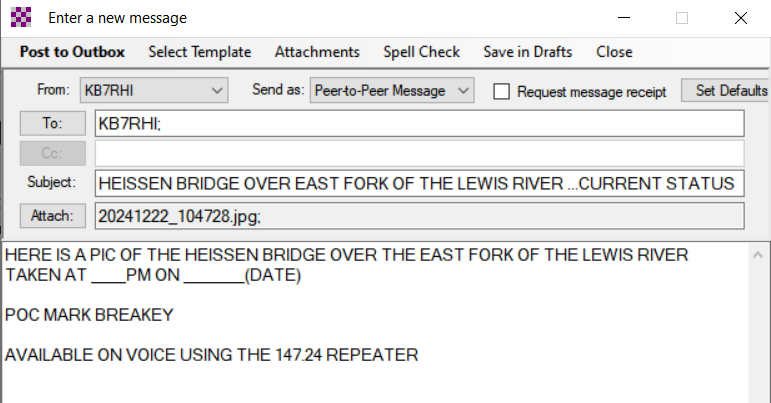 Enter a new message
Post to Outbox Select Template Attachments Spell Check Save in Drafts Close
From: KB7RHI Send as: Peer-to-Peer Message Request message receipt Set Defaults
To: KB7RHI;
Cc:
Subject: HEISSEN BRIDGE OVER EAST FORK OF THE LEWIS RIVER ...CURRENT STATUS
Attach: 20241222_104728.jpg;
HERE IS A PIC OF THE HEISSEN BRIDGE OVER THE EAST FORK OF THE LEWIS RIVER
TAKEN AT ____PM ON _______(DATE)
POC MARK BREAKEY
AVAILABLE ON VOICE USING THE 147.24 REPEATER